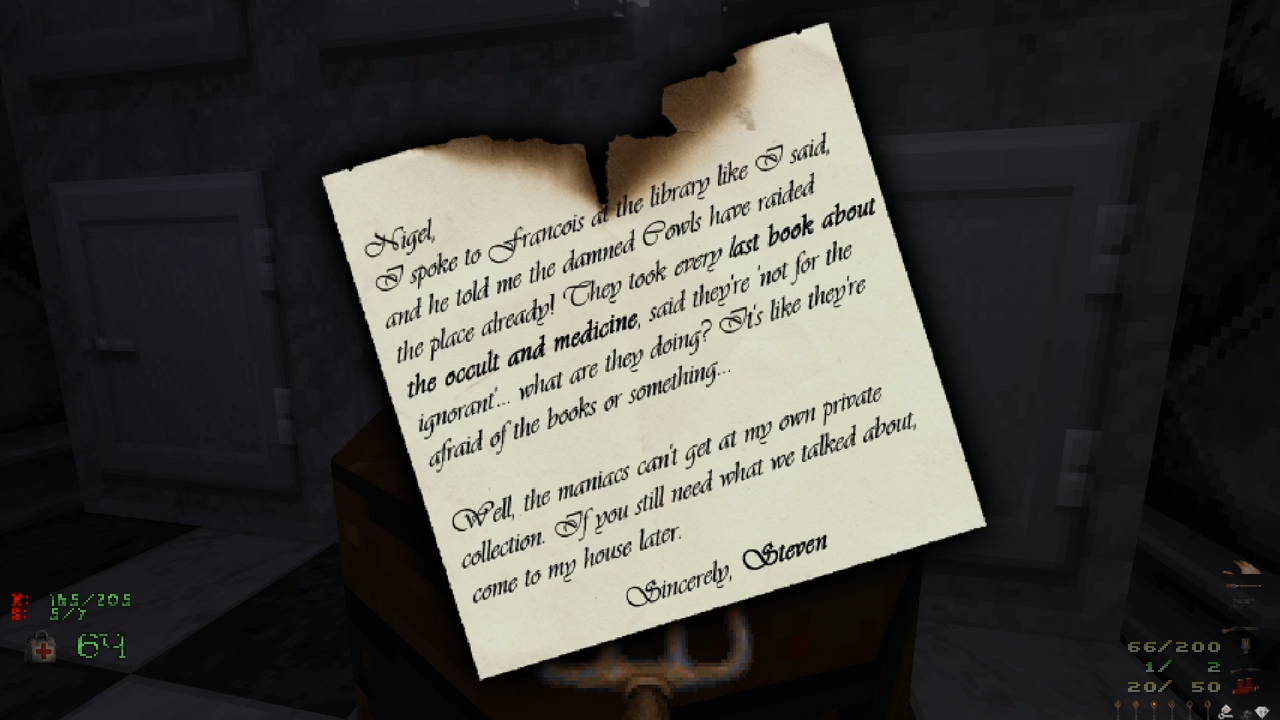 Nigel,
I spoke to Francois at the library like I said,
and he told me the damned Cowls have raided
the place already! They took every last book about
the occult and medicine, said they're 'not for the
ignorant'... what are they doing? It's like they're
afraid of the books or something...
Well, the maniacs can't get at my own private
collection. If you still need what we talked about,
come to my house later.
Sincerely, Steven
K: 165/205
S: 5/7
64
66/200
1/ 2
20/ 50